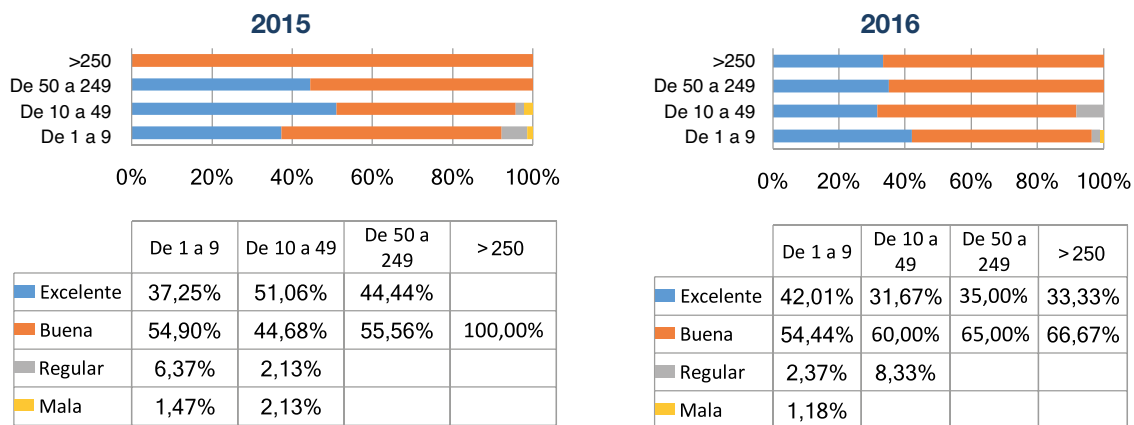 2015
>250
De 50 a 249
De 10 a 49
De 1 a 9
0% 20% 40% 60% 80% 100%
De 1 a 9 De 10 a 49 De 50 a 249 >250
Excelente 37,25% 51,06% 44,44%
Buena 54,90% 44,68% 55,56% 100,00%
Regular 6,37% 2,13%
Mala 1,47% 2,13%
2016
>250
De 50 a 249
De 10 a 49
De 1 a 9
0% 20% 40% 60% 80% 100%
De 1 a 9 De 10 a 49 De 50 a 249 >250
Excelente 42,01% 31,67% 35,00% 33,33%
Buena 54,44% 60,00% 65,00% 66,67%
Regular 2,37% 8,33%
Mala 1,18%